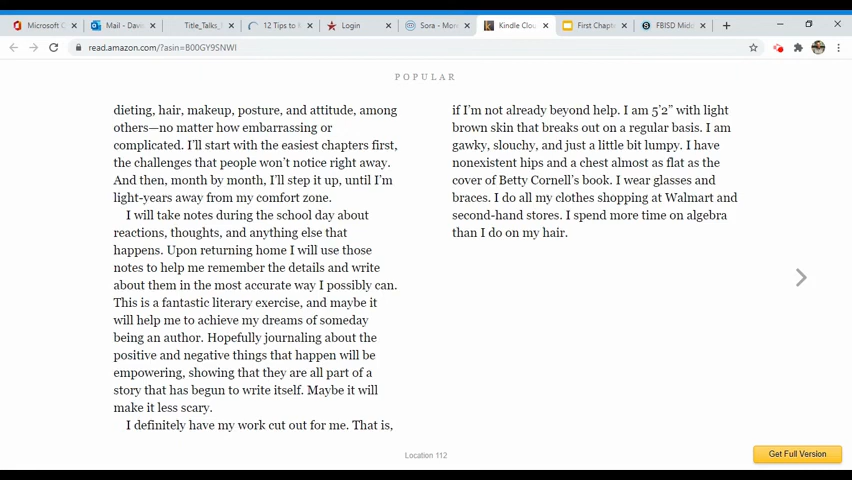 Microsoft O
Mail - Davi
Title_Talks_
12 Tips to M
Login
Sora - More
Kindle Clou
First Chapte
FBISD Midd
read.amazon.com/?asin=B00GY9SNWI
POPULAR
dieting, hair, makeup, posture, and attitude, among
others—no matter how embarrassing or
complicated. I'll start with the easiest chapters first,
the challenges that people won't notice right away.
And then, month by month, I'll step it up, until I'm
light-years away from my comfort zone.
I will take notes during the school day about
reactions, thoughts, and anything else that
happens. Upon returning home I will use those
notes to help me remember the details and write
about them in the most accurate way I possibly can.
This is a fantastic literary exercise, and maybe it
will help me to achieve my dreams of someday
being an author. Hopefully journaling about the
positive and negative things that happen will be
empowering, showing that they are all part of a
story that has begun to write itself. Maybe it will
make it less scary.
I definitely have my work cut out for me. That is,
if I'm not already beyond help. I am 5'2" with light
brown skin that breaks out on a regular basis. I am
gawky, slouchy, and just a little bit lumpy. I have
nonexistent hips and a chest almost as flat as the
cover of Betty Cornell's book. I wear glasses and
braces. I do all my clothes shopping at Walmart and
second-hand stores. I spend more time on algebra
than I do on my hair.
Location 112
Get Full Version